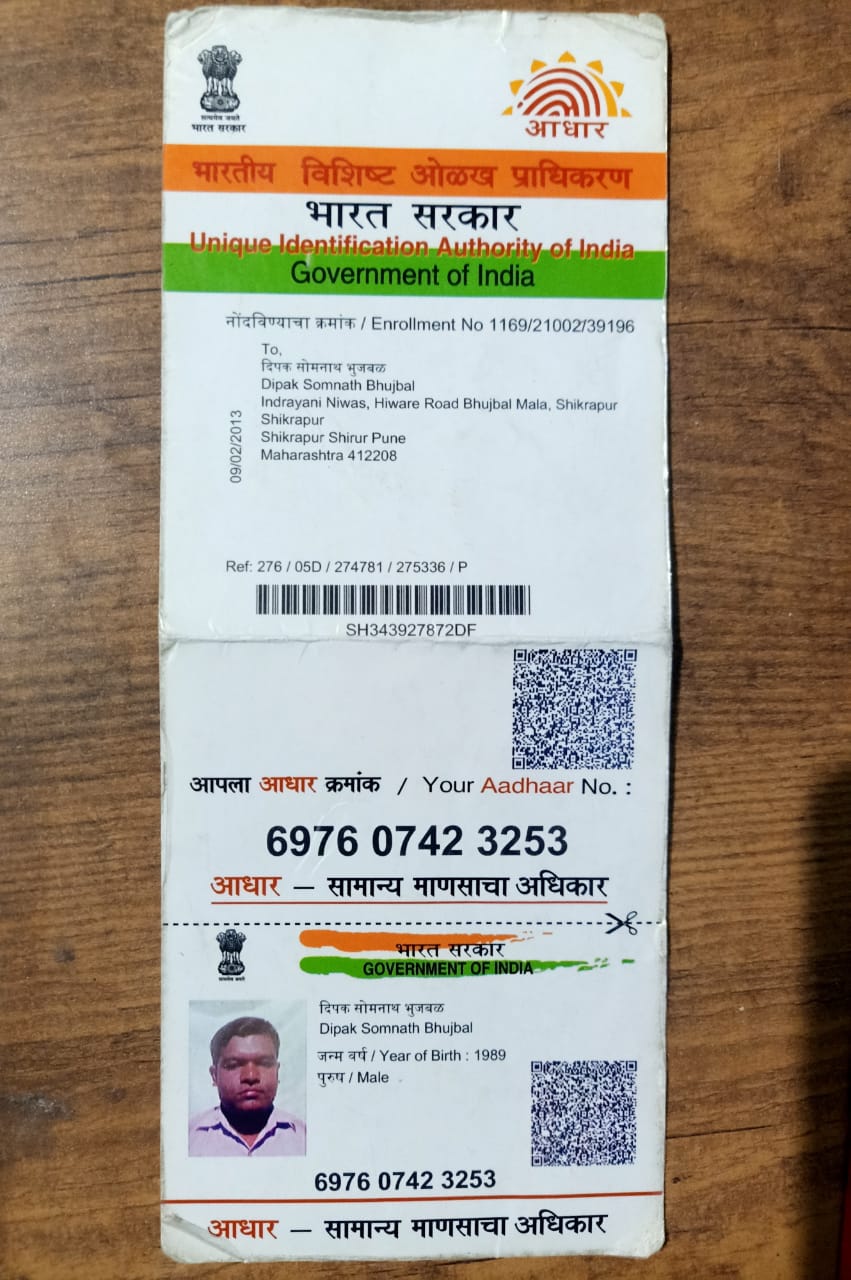 सत्यमेव जयते
भारत सरकार
आधार
भारतीय विशिष्ट ओळख प्राधिकरण
भारत सरकार
Unique Identification Authority of India
Government of India
नोंदविण्याचा क्रमांक / Enrollment No 1169/21002/39196
To,
दिपक सोमनाथ भुजबळ
Dipak Somnath Bhujbal
Indrayani Niwas, Hiware Road Bhujbal Mala, Shikrapur
Shikrapur
Shikrapur Shirur Pune
Maharashtra 412208
09/02/2013
Ref: 276 / 05D / 274781 / 275336 / P
SH343927872DF
आपला आधार क्रमांक / Your Aadhaar No. :
6976 0742 3253
आधार – सामान्य माणसाचा अधिकार
भारत सरकार
GOVERNMENT OF INDIA
दिपक सोमनाथ भुजबळ
Dipak Somnath Bhujbal
जन्म वर्ष / Year of Birth : 1989
पुरुष / Male
6976 0742 3253
आधार – सामान्य माणसाचा अधिकार